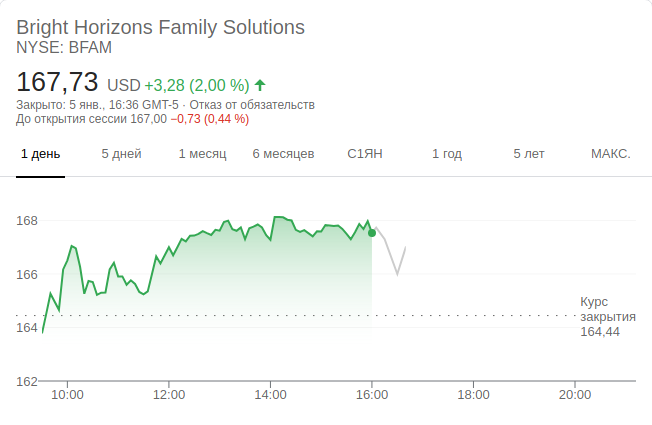 Bright Horizons Family Solutions
NYSE: BFAM
167,73 USD +3,28 (2,00 %)
Закрыто: 5 янв., 16:36 GMT-5 · Отказ от обязательств
До открытия сессии 167,00 −0,73 (0,44 %)
1 день 5 дней 1 месяц 6 месяцев С1ЯН 1 год 5 лет МАКС.
168
166
Курс
закрытия
164
164,44
162
10:00 12:00 14:00 16:00 18:00 20:00